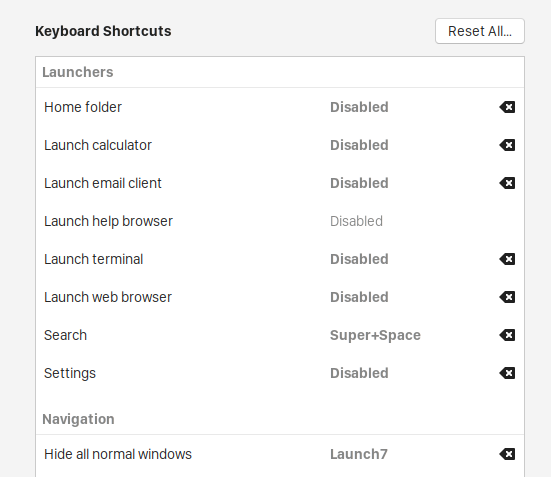 Keyboard Shortcuts Reset All...
Launchers
Home folder Disabled
Launch calculator Disabled
Launch email client Disabled
Launch help browser Disabled
Launch terminal Disabled
Launch web browser Disabled
Search Super+Space
Settings Disabled
Navigation
Hide all normal windows Launch7